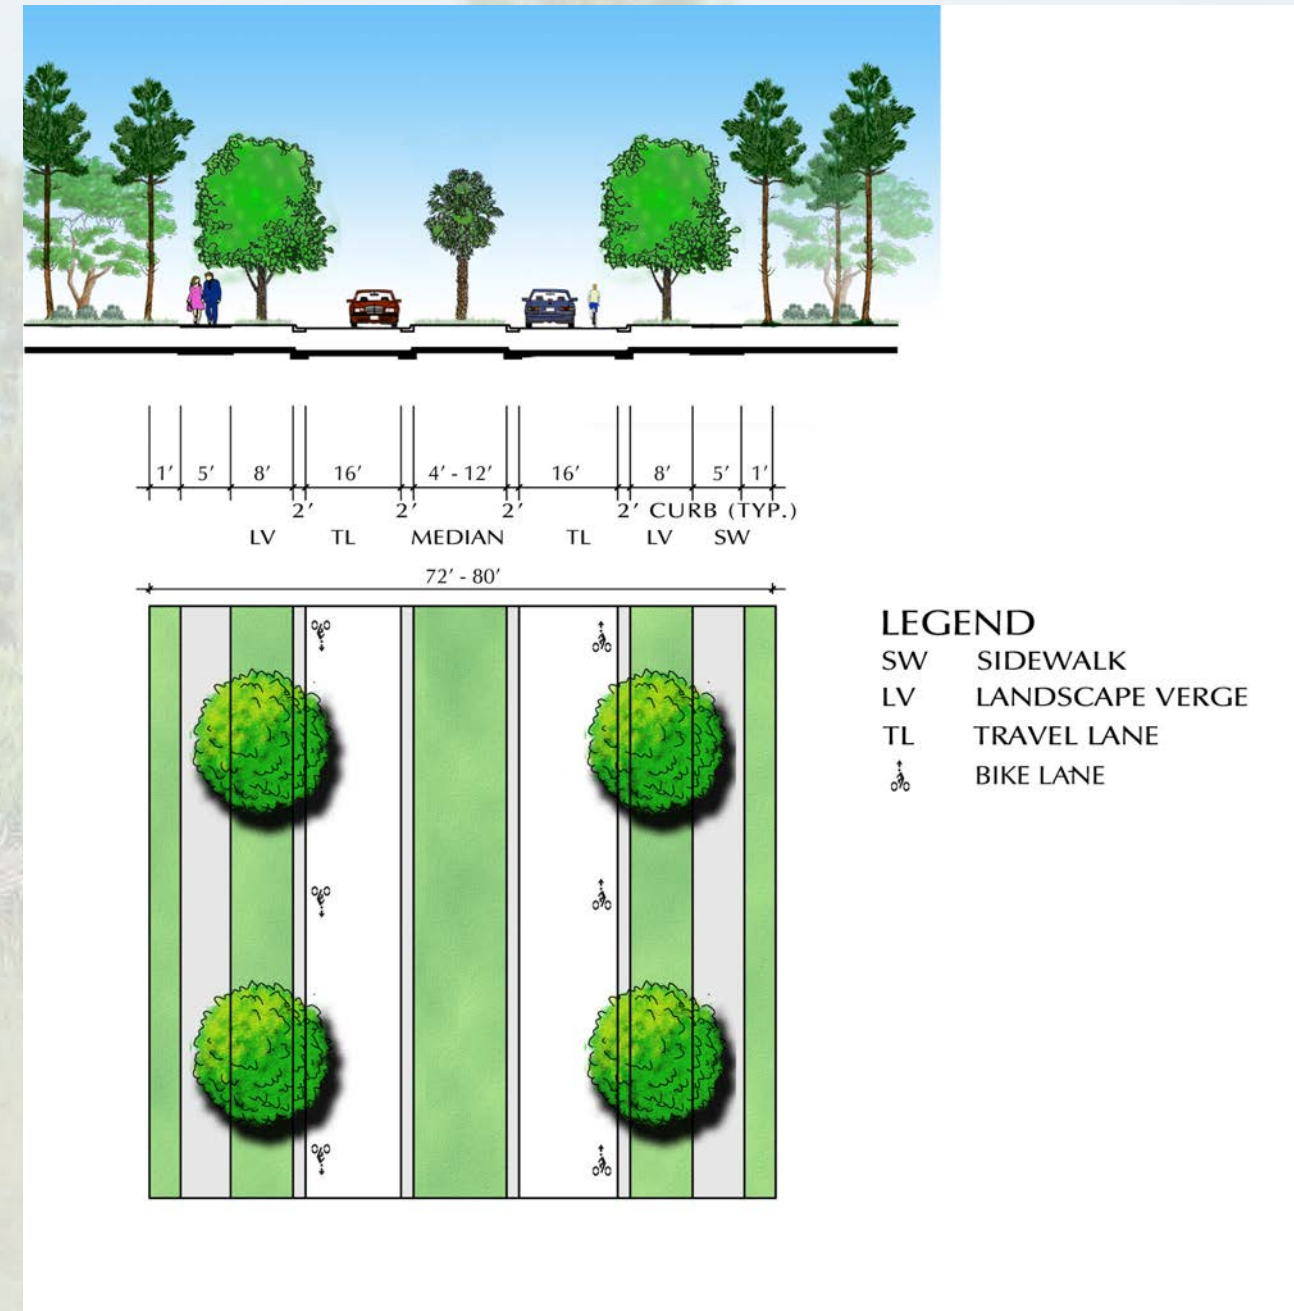 1′ 5′ 8′ 16′ 4′ - 12′ 16′ 8′ 5′ 1′
2′ 2′ 2′ 2′ CURB (TYP.)
LV TL MEDIAN TL LV SW
72′ - 80′
LEGEND
SW SIDEWALK
LV LANDSCAPE VERGE
TL TRAVEL LANE
BIKE LANE